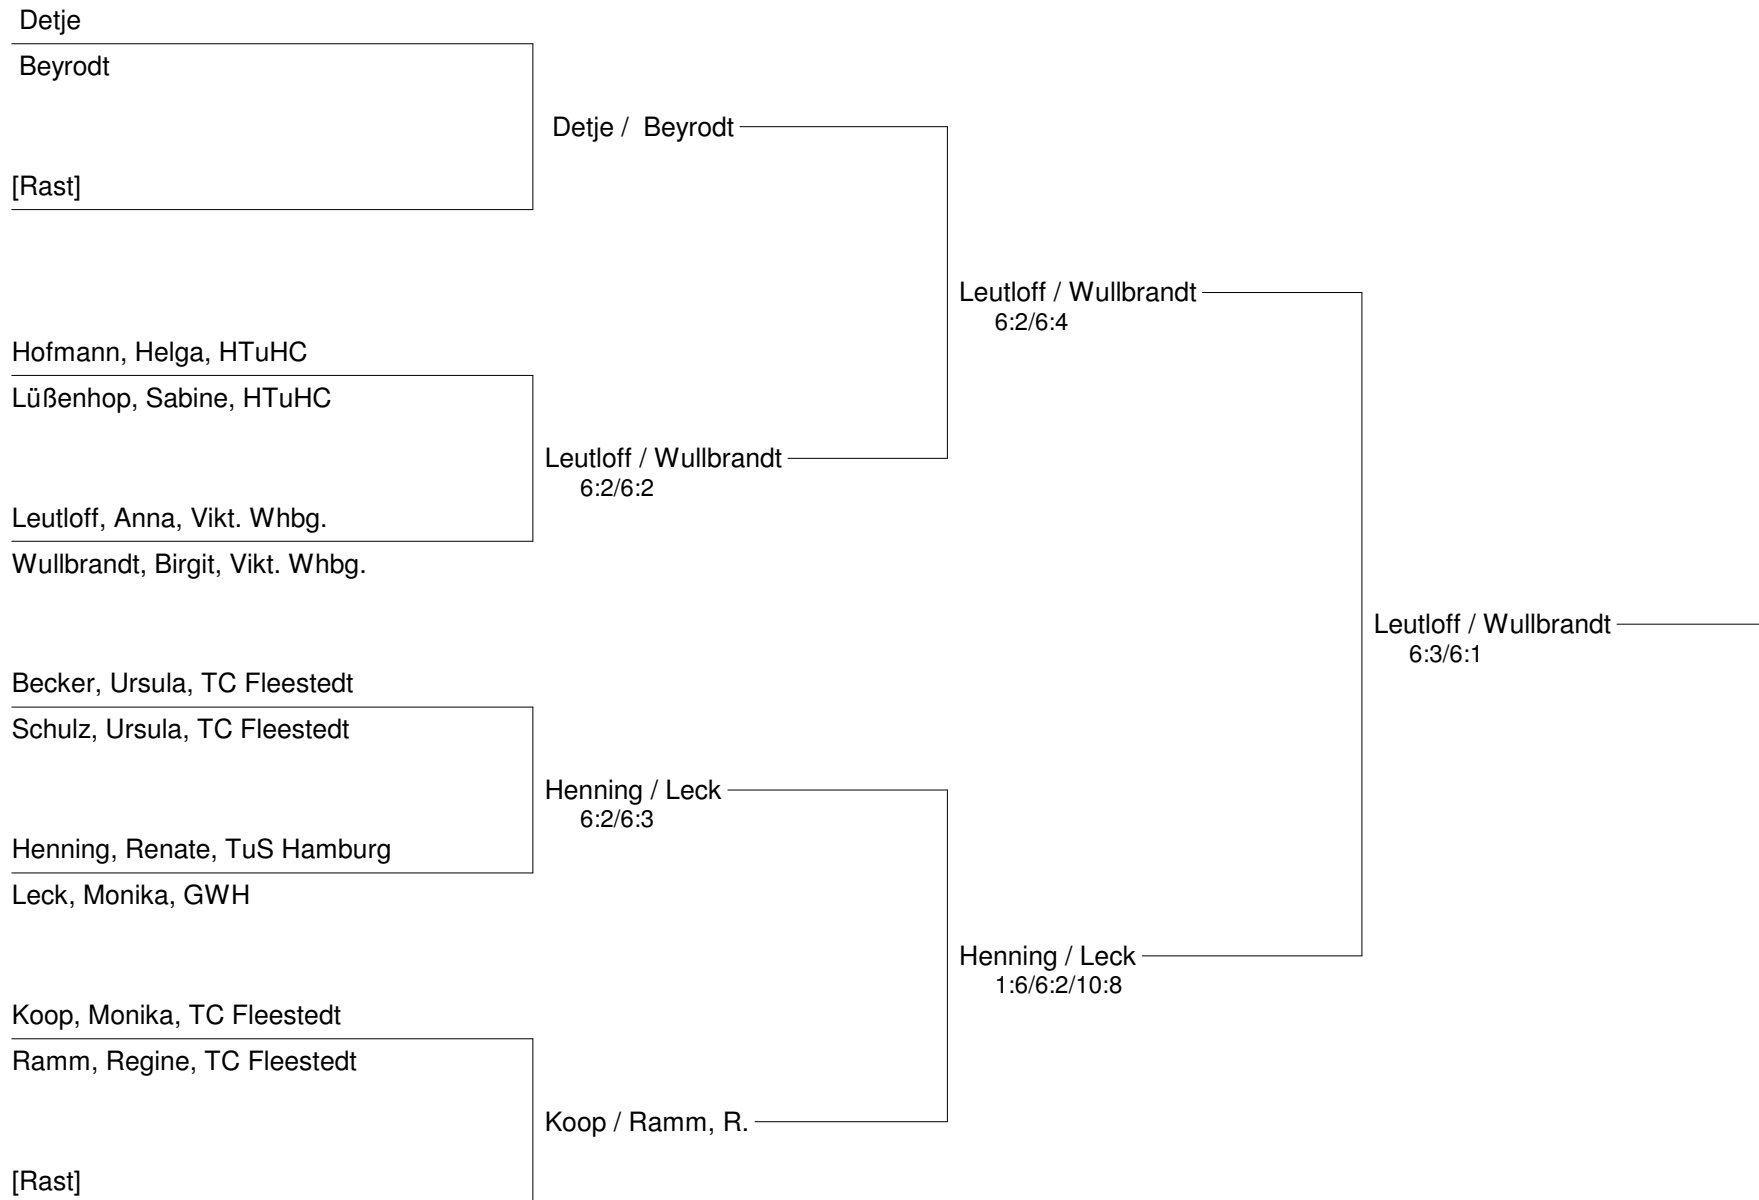 Detje
Beyrodt
Detje /  Beyrodt
[Rast]
Leutloff / Wullbrandt
6:2/6:4
Hofmann, Helga, HTuHC
Lüßenhop, Sabine, HTuHC
Leutloff / Wullbrandt
6:2/6:2
Leutloff, Anna, Vikt. Whbg.
Wullbrandt, Birgit, Vikt. Whbg.
Leutloff / Wullbrandt
6:3/6:1
Becker, Ursula, TC Fleestedt
Schulz, Ursula, TC Fleestedt
Henning / Leck
6:2/6:3
Henning, Renate, TuS Hamburg
Leck, Monika, GWH
Henning / Leck
1:6/6:2/10:8
Koop, Monika, TC Fleestedt
Ramm, Regine, TC Fleestedt
Koop / Ramm, R.
[Rast]